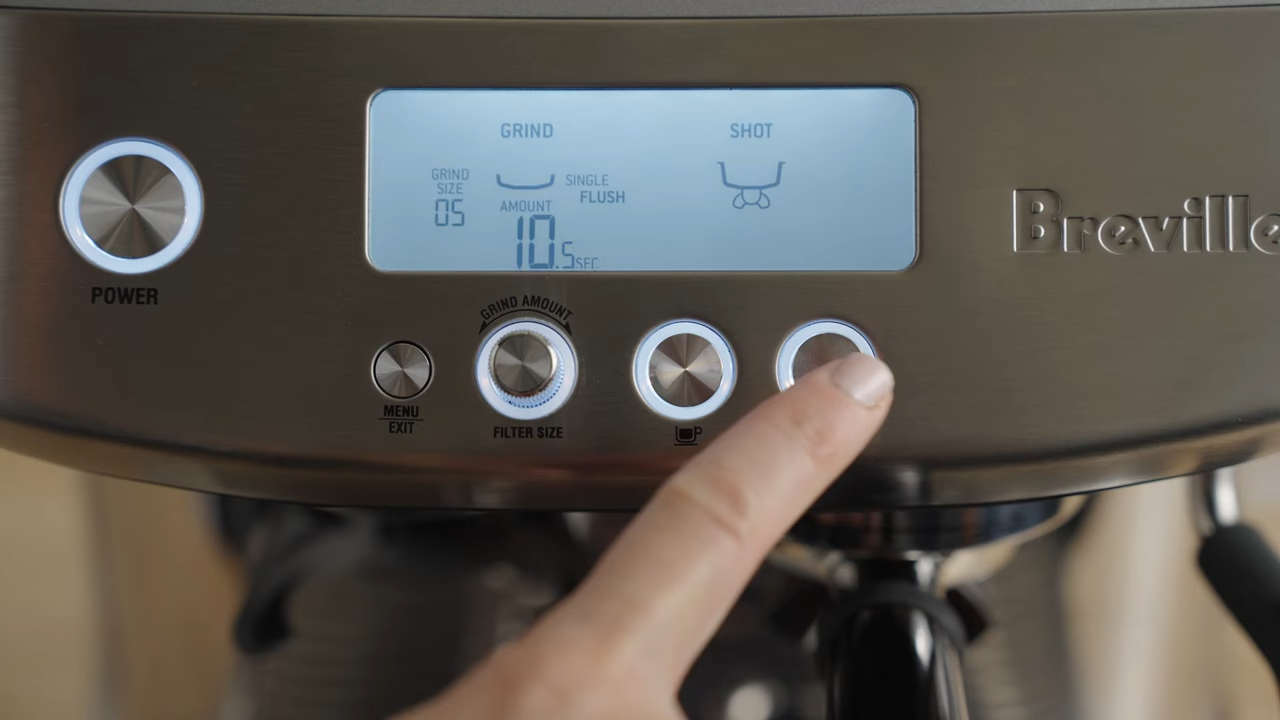 GRIND
SHOT
GRIND
SIZE
05
SINGLE
FLUSH
AMOUNT
10.5SEC
Breville
POWER
GRIND AMOUNT
MENU
EXIT
FILTER SIZE